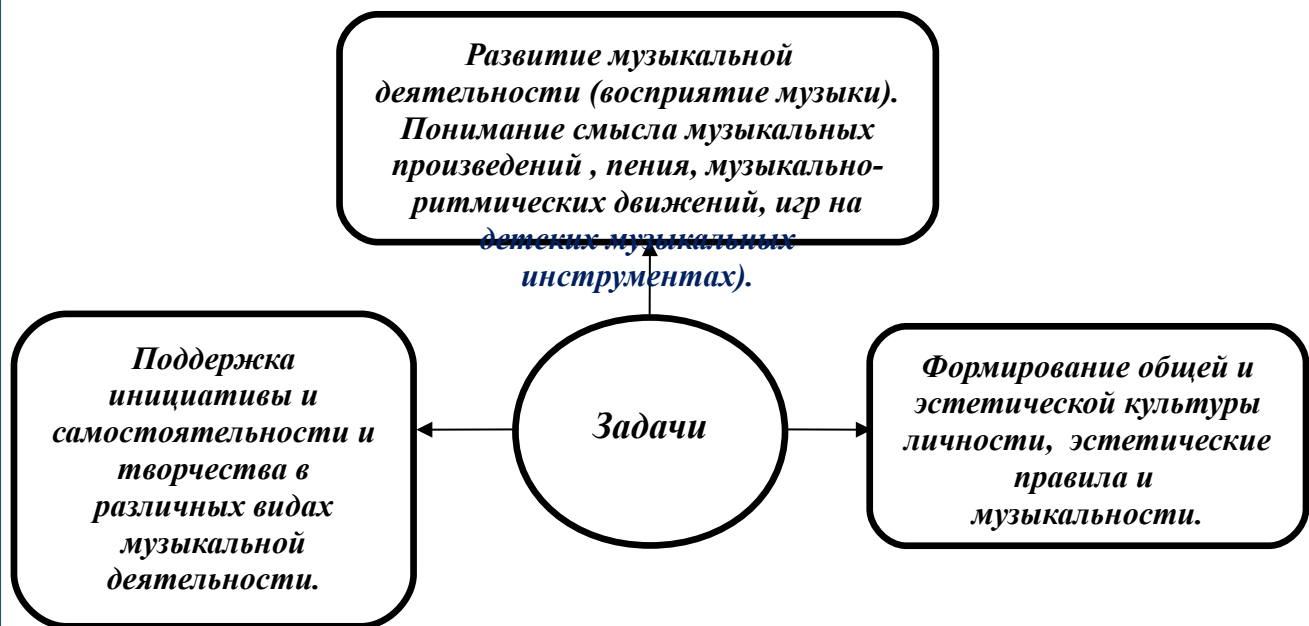 Развитие музыкальной
деятельности (восприятие музыки).
Понимание смысла музыкальных
произведений , пения, музыкально-
ритмических движений, игр на
детских музыкальных
инструментах).
Поддержка
инициативы и
самостоятельности и
творчества в
различных видах
музыкальной
деятельности.
Задачи
Формирование общей и
эстетической культуры
личности, эстетические
правила и
музыкальности.